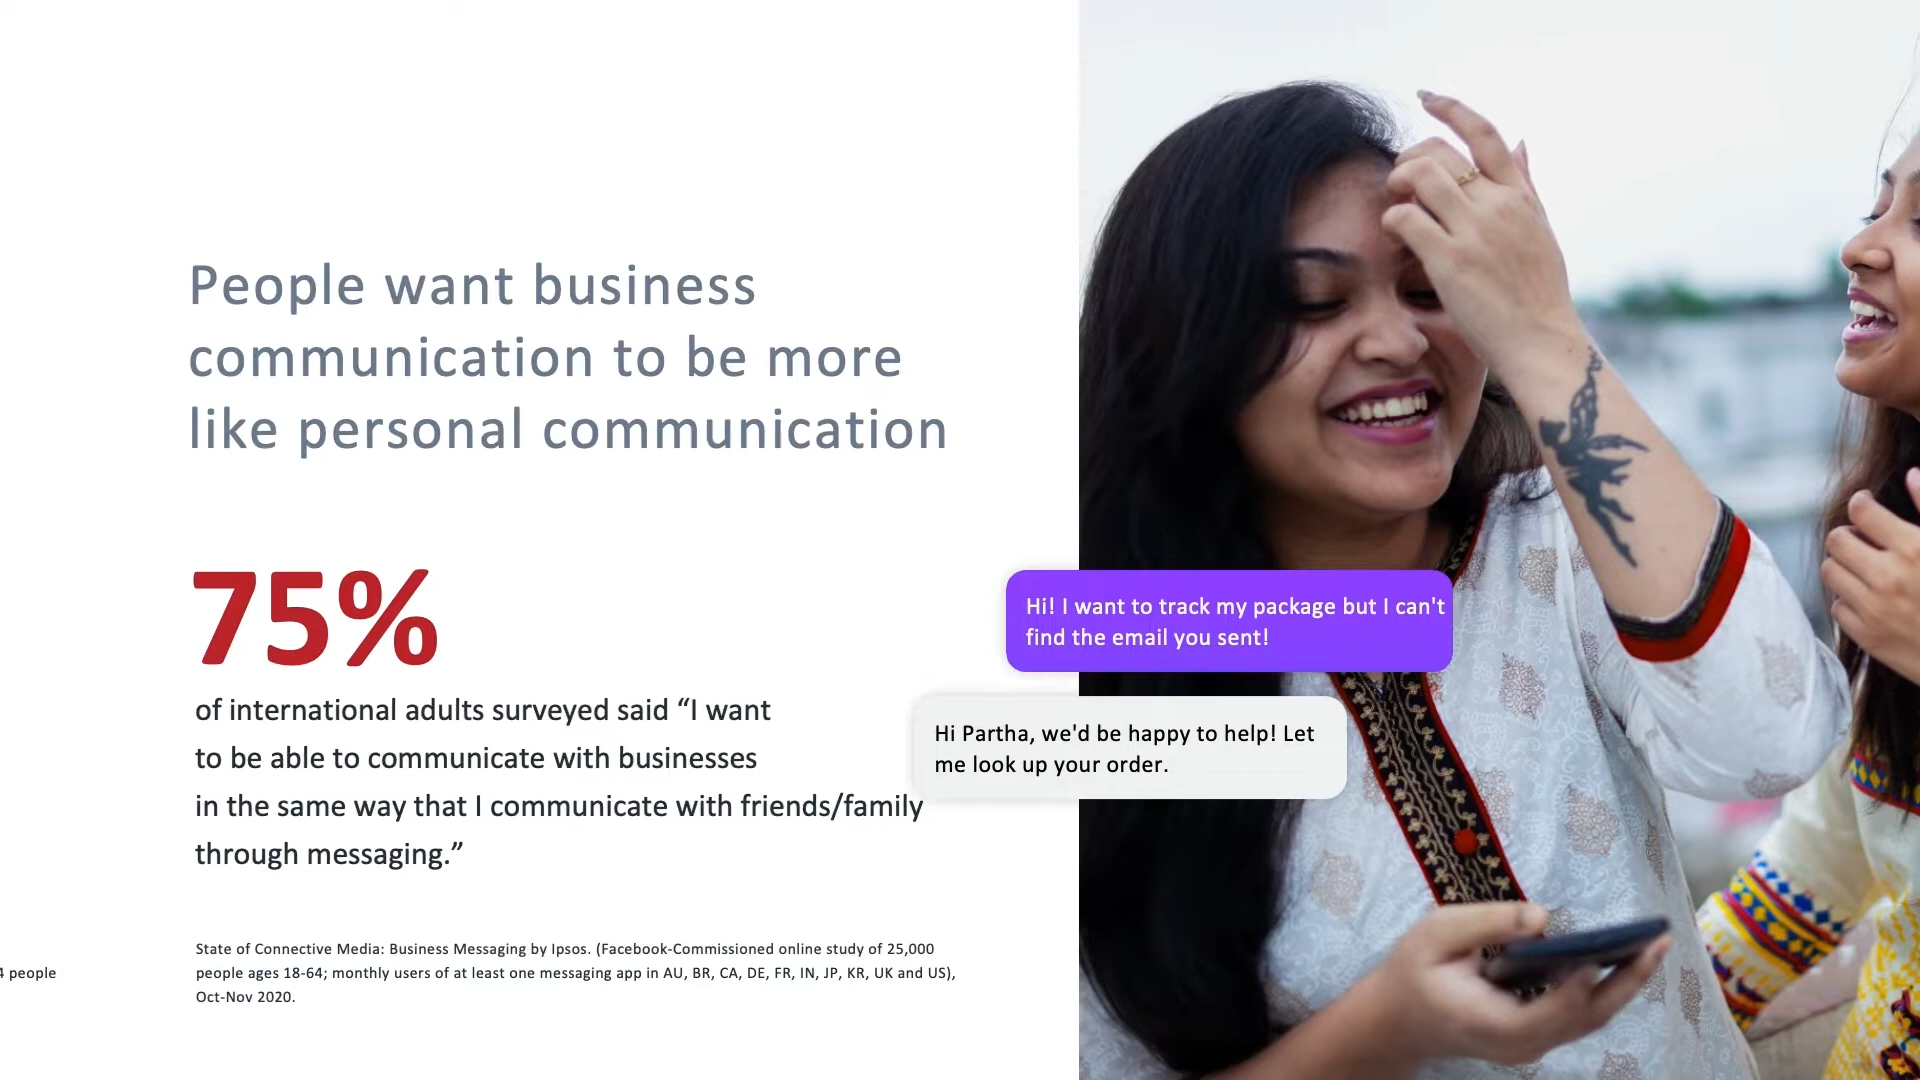 People want business
communication to be more
like personal communication
75%
of international adults surveyed said “I want
to be able to communicate with businesses
in the same way that I communicate with friends/family
through messaging.”
Hi! I want to track my package but I can't
find the email you sent!
Hi Partha, we'd be happy to help! Let
me look up your order.
State of Connective Media: Business Messaging by Ipsos. (Facebook-Commissioned online study of 25,000
people ages 18-64; monthly users of at least one messaging app in AU, BR, CA, DE, FR, IN, JP, KR, UK and US),
Oct-Nov 2020.
4 people